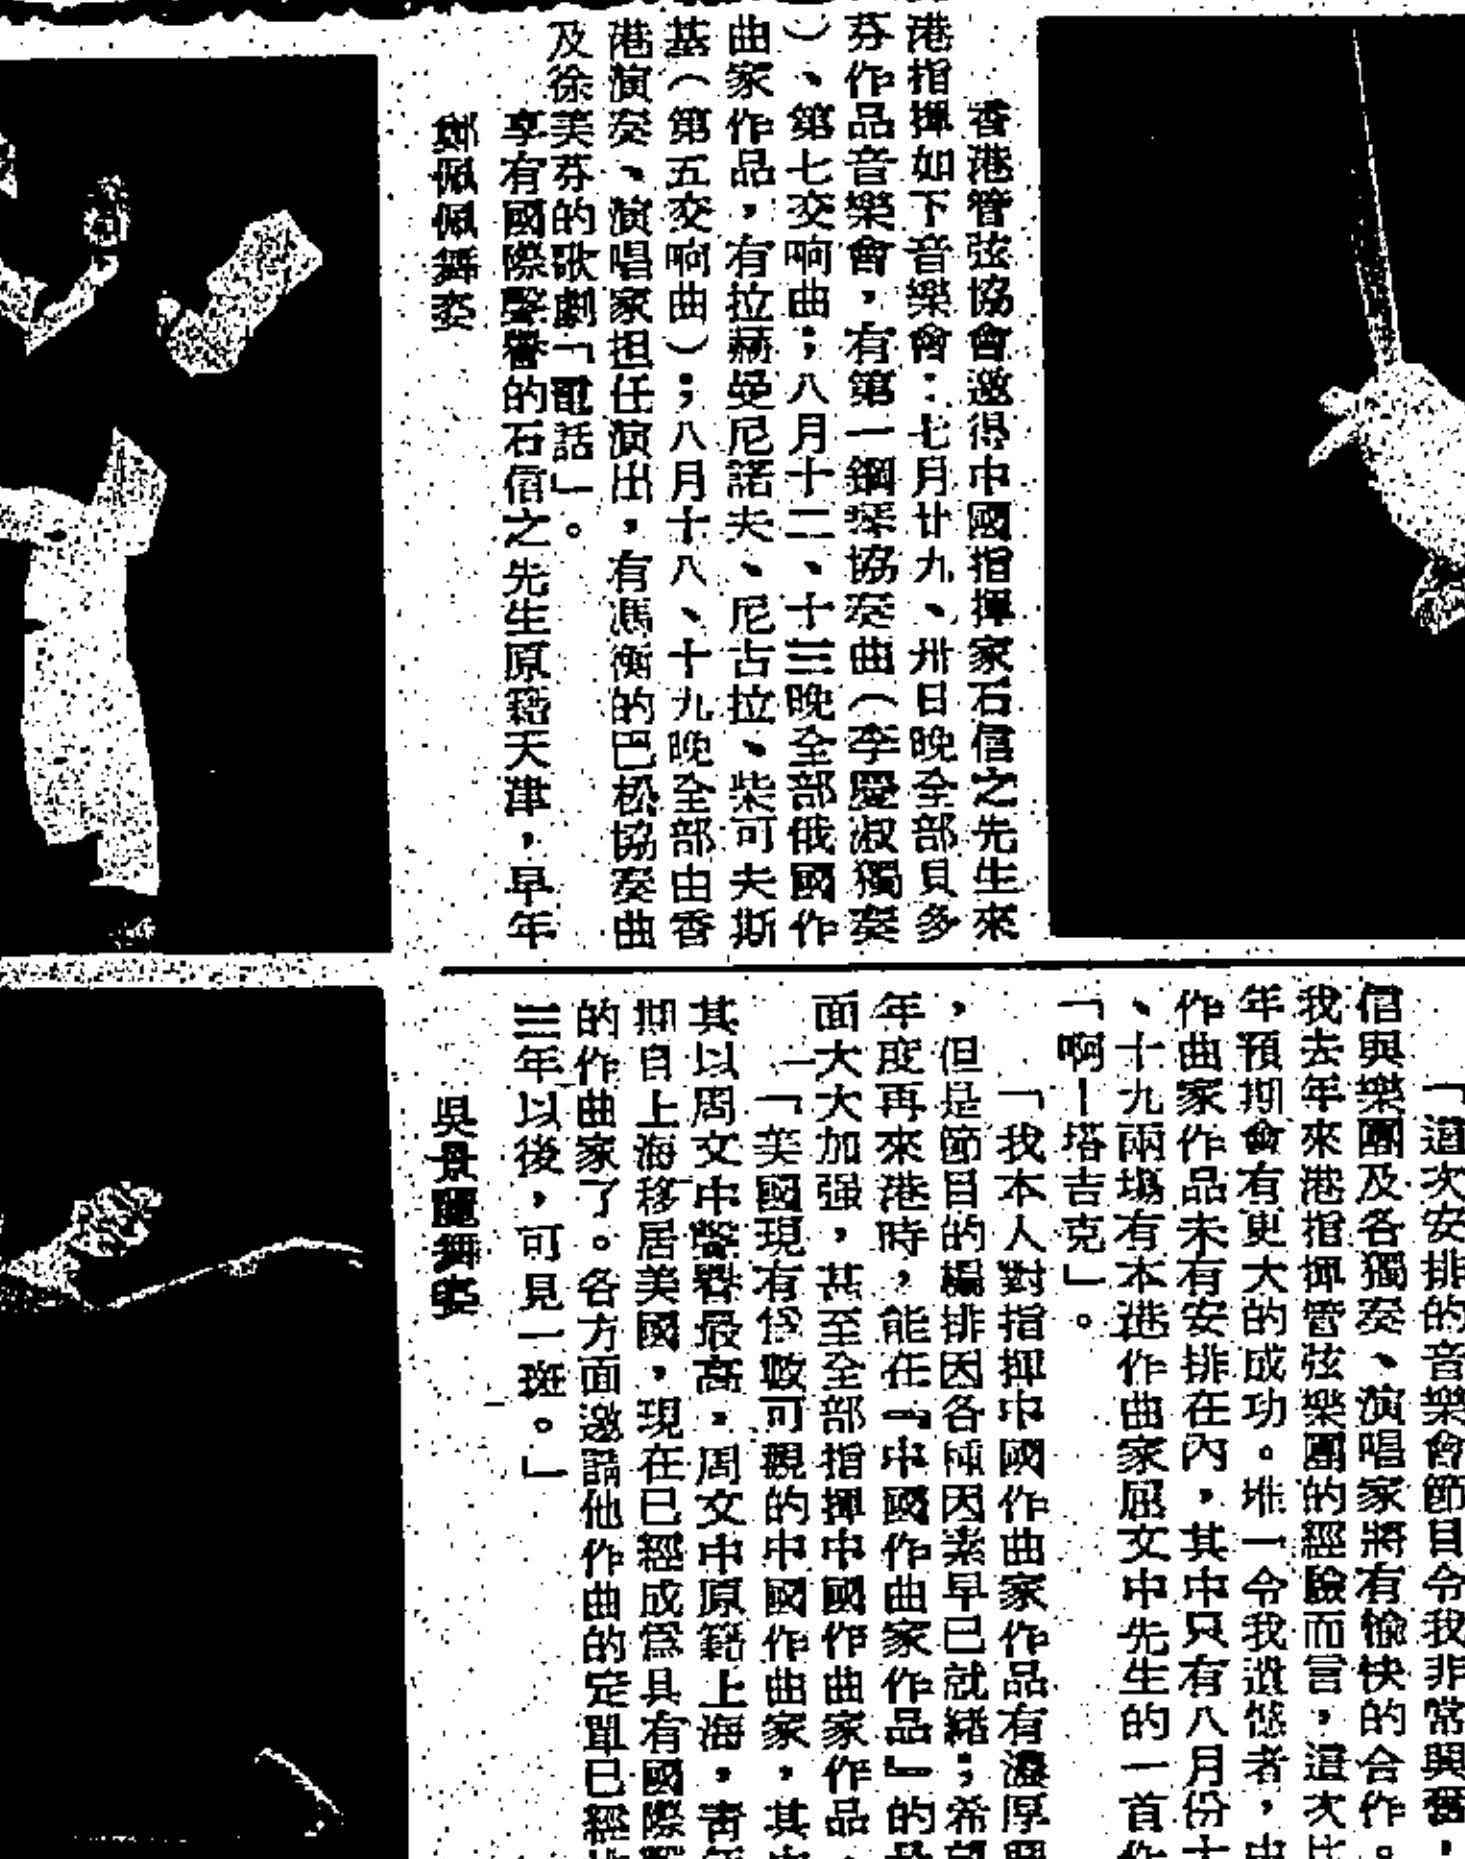 香港管弦協會邀得中國指揮家石信之先生來
港指揮如下音樂會：七月廿九、卅日晚全部貝多
芬作品音樂會，有第一鋼琴協奏曲（李慶淑獨奏
）、第七交响曲；八月十二、十三晚全部俄國作
曲家作品，有拉赫曼尼諾夫、尼古拉、柴可夫斯
基（第五交响曲）；八月十八、十九晚全部由香
港演奏、演唱家担任演出，有馮衡的巴松協奏曲
及徐美芬的歌劇「電話」。
享有國際聲譽的石信之先生原籍天津，早年
鄭佩佩舞姿
「這次安排的音樂會節目令我非常興奮，
信與樂團及各獨奏、演唱家將有愉快的合作。
我去年來港指揮管弦樂團的經驗而言，這次比
年預期會有更大的成功。惟一令我遺憾者，中
作曲家作品未有安排在內，其中只有八月份十
、十九兩場有本港作曲家屈文中先生的一首作
「啊！塔吉克」。
「我本人對指揮中國作曲家作品有濃厚興
，但是節目的編排因各種因素早已就緒；希望
年度再來港時，能在『中國作曲家作品』的
面大大加强，甚至全部指揮中國作曲家作品。
「美國現有為數可觀的中國作曲家，其中
其以周文中聲譽最高。周文中原籍上海，青年
期自上海移居美國，現在已經成為具有國際聲
的作曲家了。各方面邀請他作曲的定單已經
三年以後，可見一斑。」
吳景麗舞姿